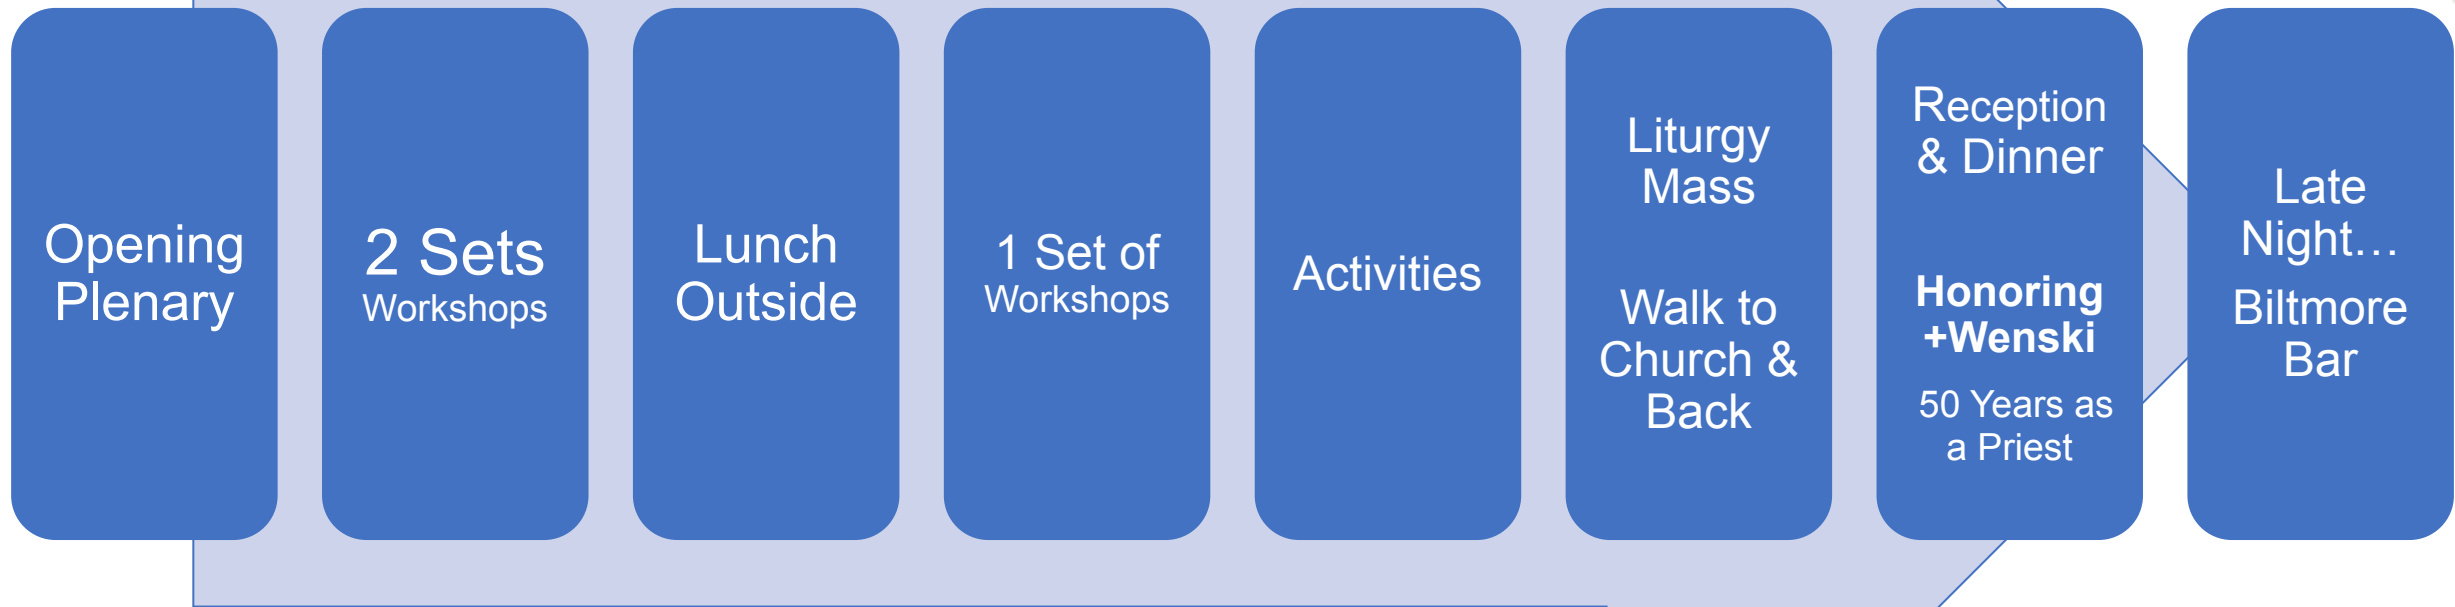 Opening
Plenary
2 Sets
Workshops
Lunch
Outside
1 Set of
Workshops
Activities
Liturgy
Mass
Walk to
Church &
Back
Reception
& Dinner
Honoring
+Wenski
50 Years as
a Priest
Late
Night…
Biltmore
Bar